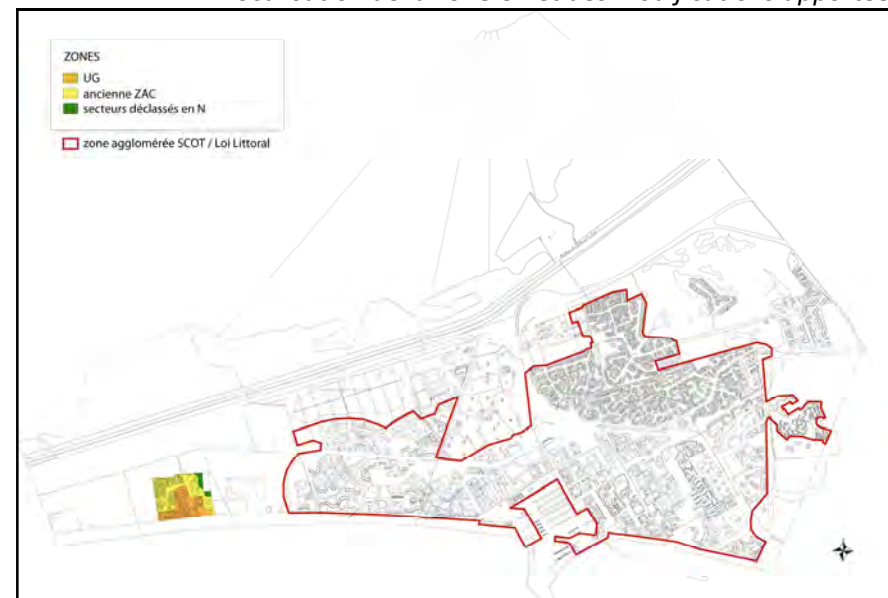 ZONES
UG
ancienne ZAC
secteurs déclassés en N
zone agglomérée SCOT / Loi Littoral